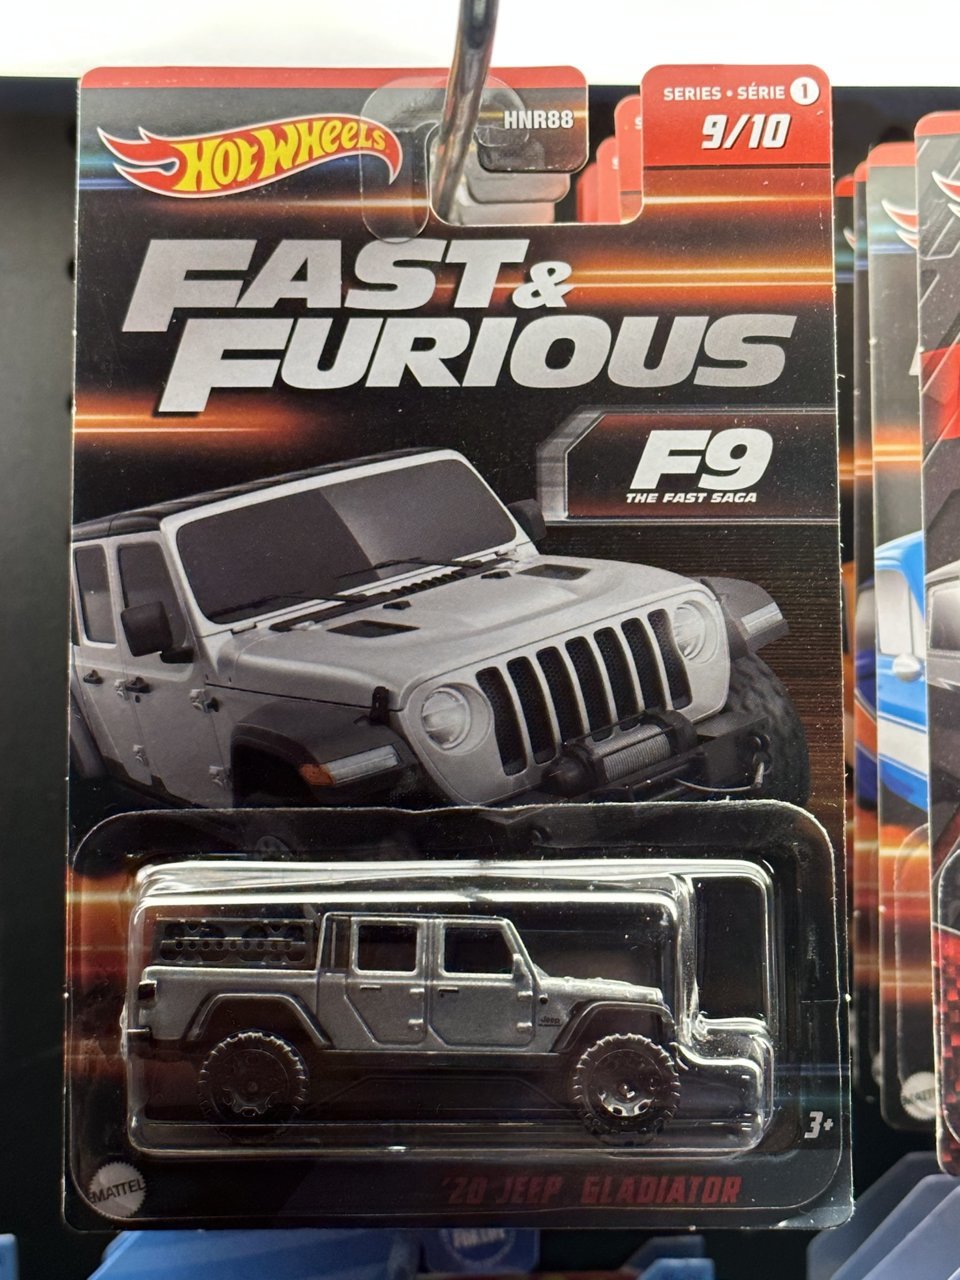 HNR88
SERIES • SÉRIE 1
9/10
HOT WHEELS
FAST &
FURIOUS
F9
THE FAST SAGA
Jeep
3+
MATTEL
'20 JEEP GLADIATOR